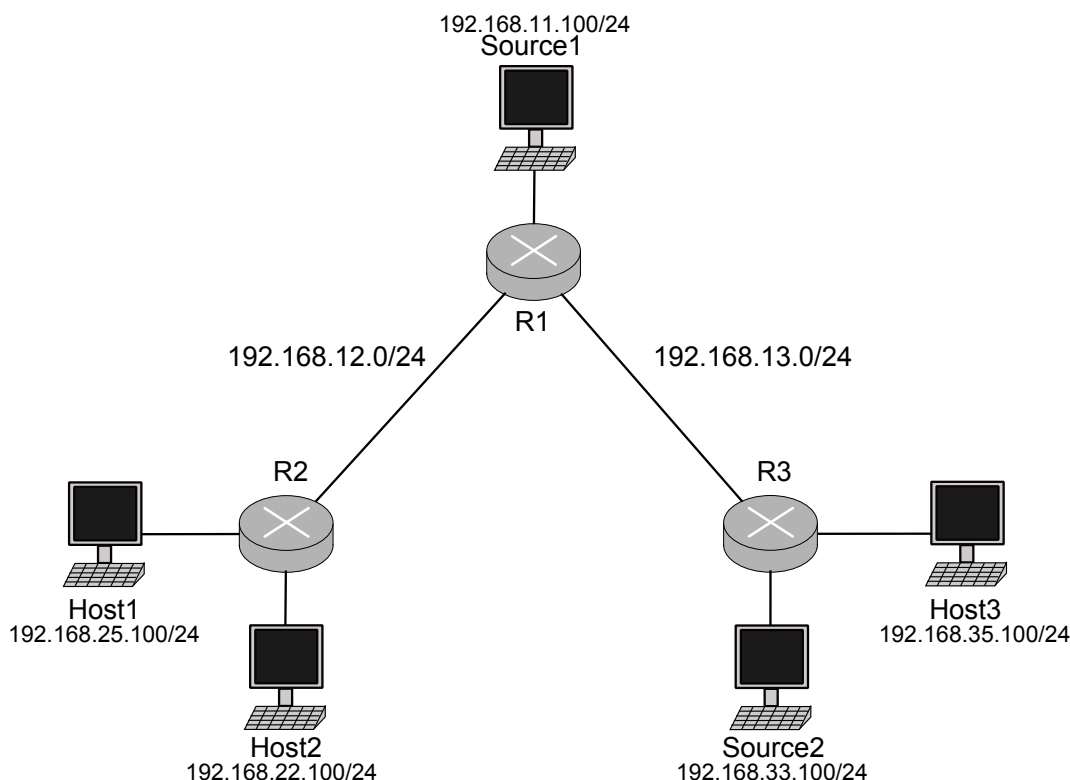 192.168.11.100/24
Source1
R1
192.168.12.0/24
192.168.13.0/24
R2
R3
Host1
192.168.25.100/24
Host3
192.168.35.100/24
Host2
192.168.22.100/24
Source2
192.168.33.100/24